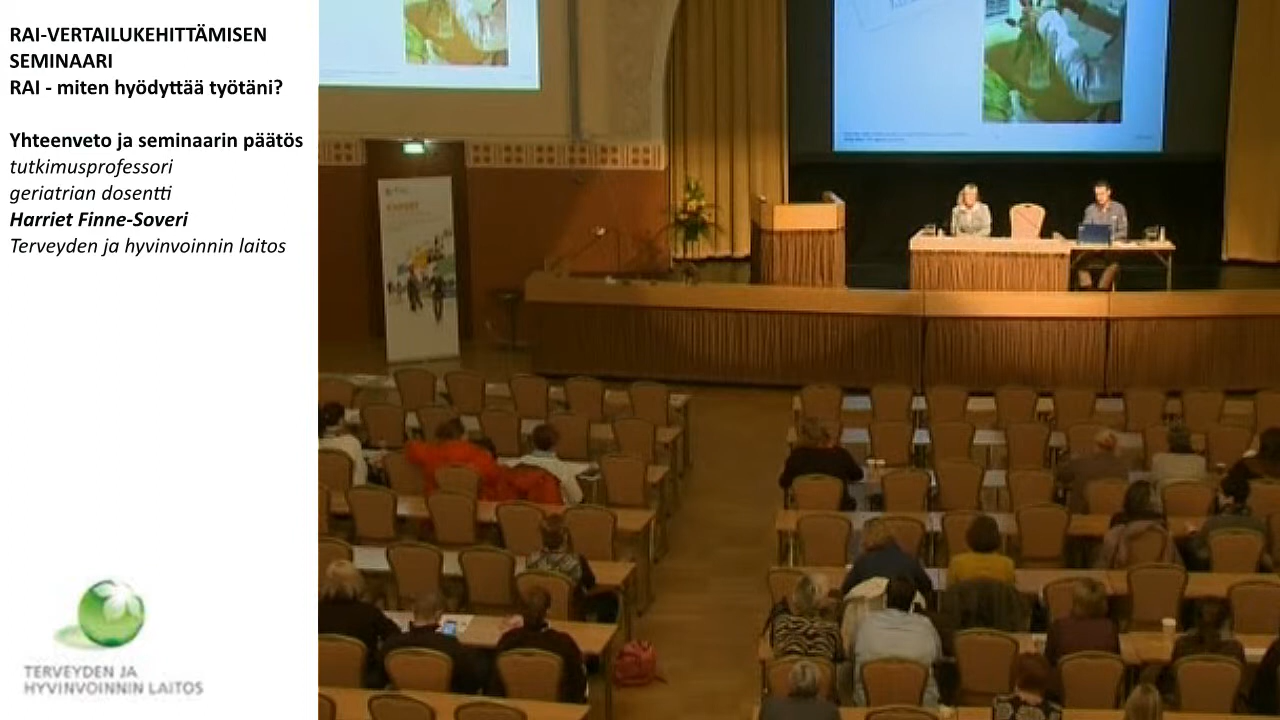 RAI-VERTAILUKEHITTÄMISEN
SEMINAARI
RAI - miten hyödyttää työtäni?
Yhteenveto ja seminaarin päätös
tutkimusprofessori
geriatrian dosentti
Harriet Finne-Soveri
Terveyden ja hyvinvoinnin laitos
TERVEYDEN JA
HYVINVOINNIN LAITOS